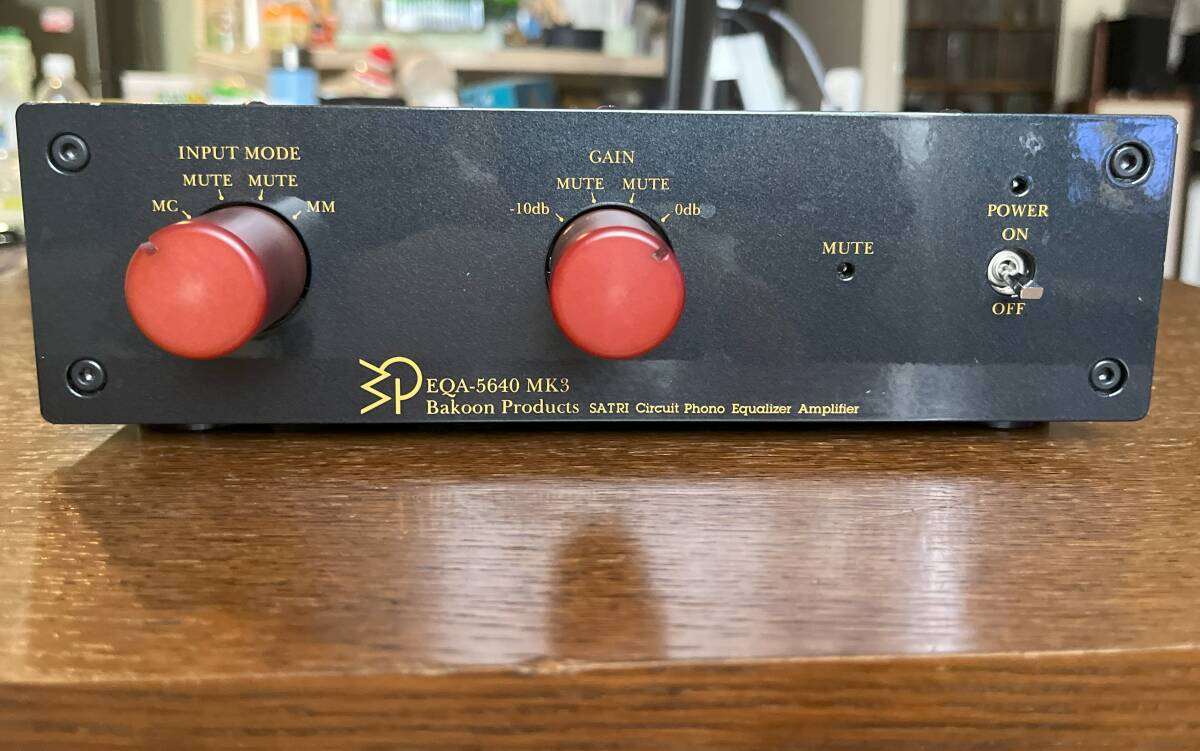 INPUT MODE
MUTE MUTE
MC MM
GAIN
MUTE MUTE
-10db 0db
MUTE
POWER
ON
OFF
EQA-5640 MK3
Bakoon Products SATRI Circuit Phono Equalizer Amplifier